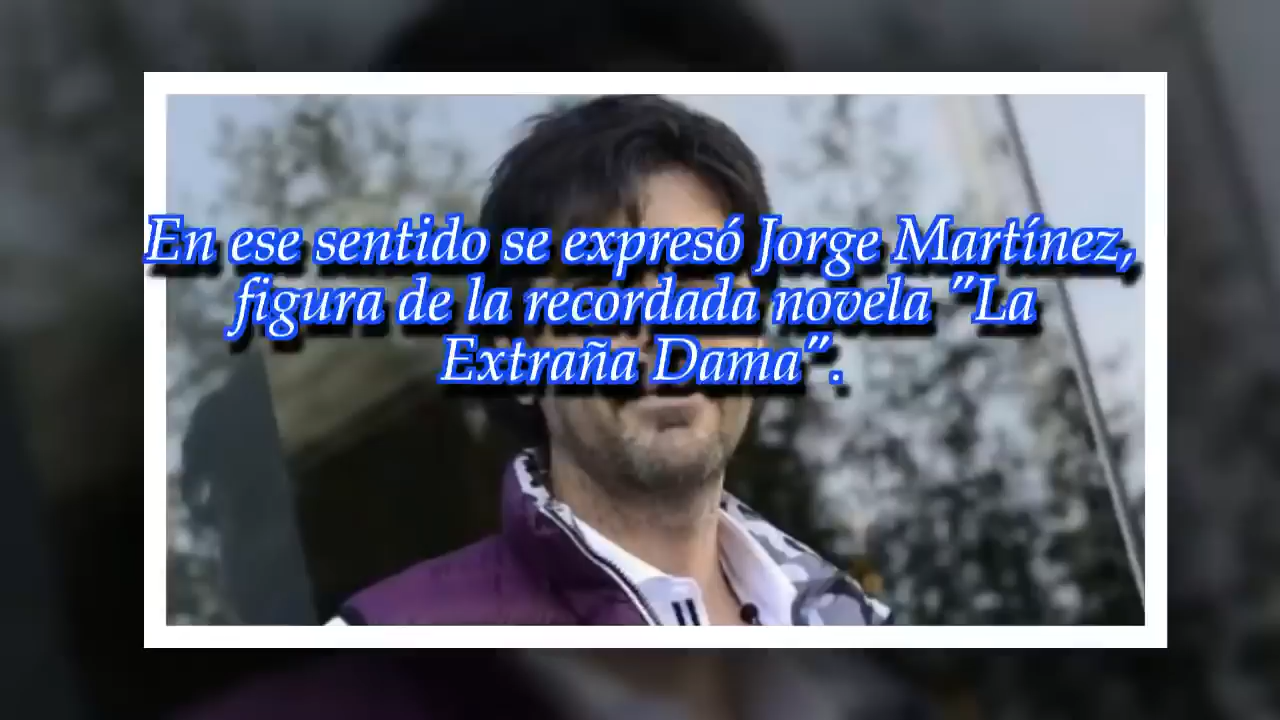 En ese sentido se expresó Jorge Martínez,
figura de la recordada novela "La
Extraña Dama".